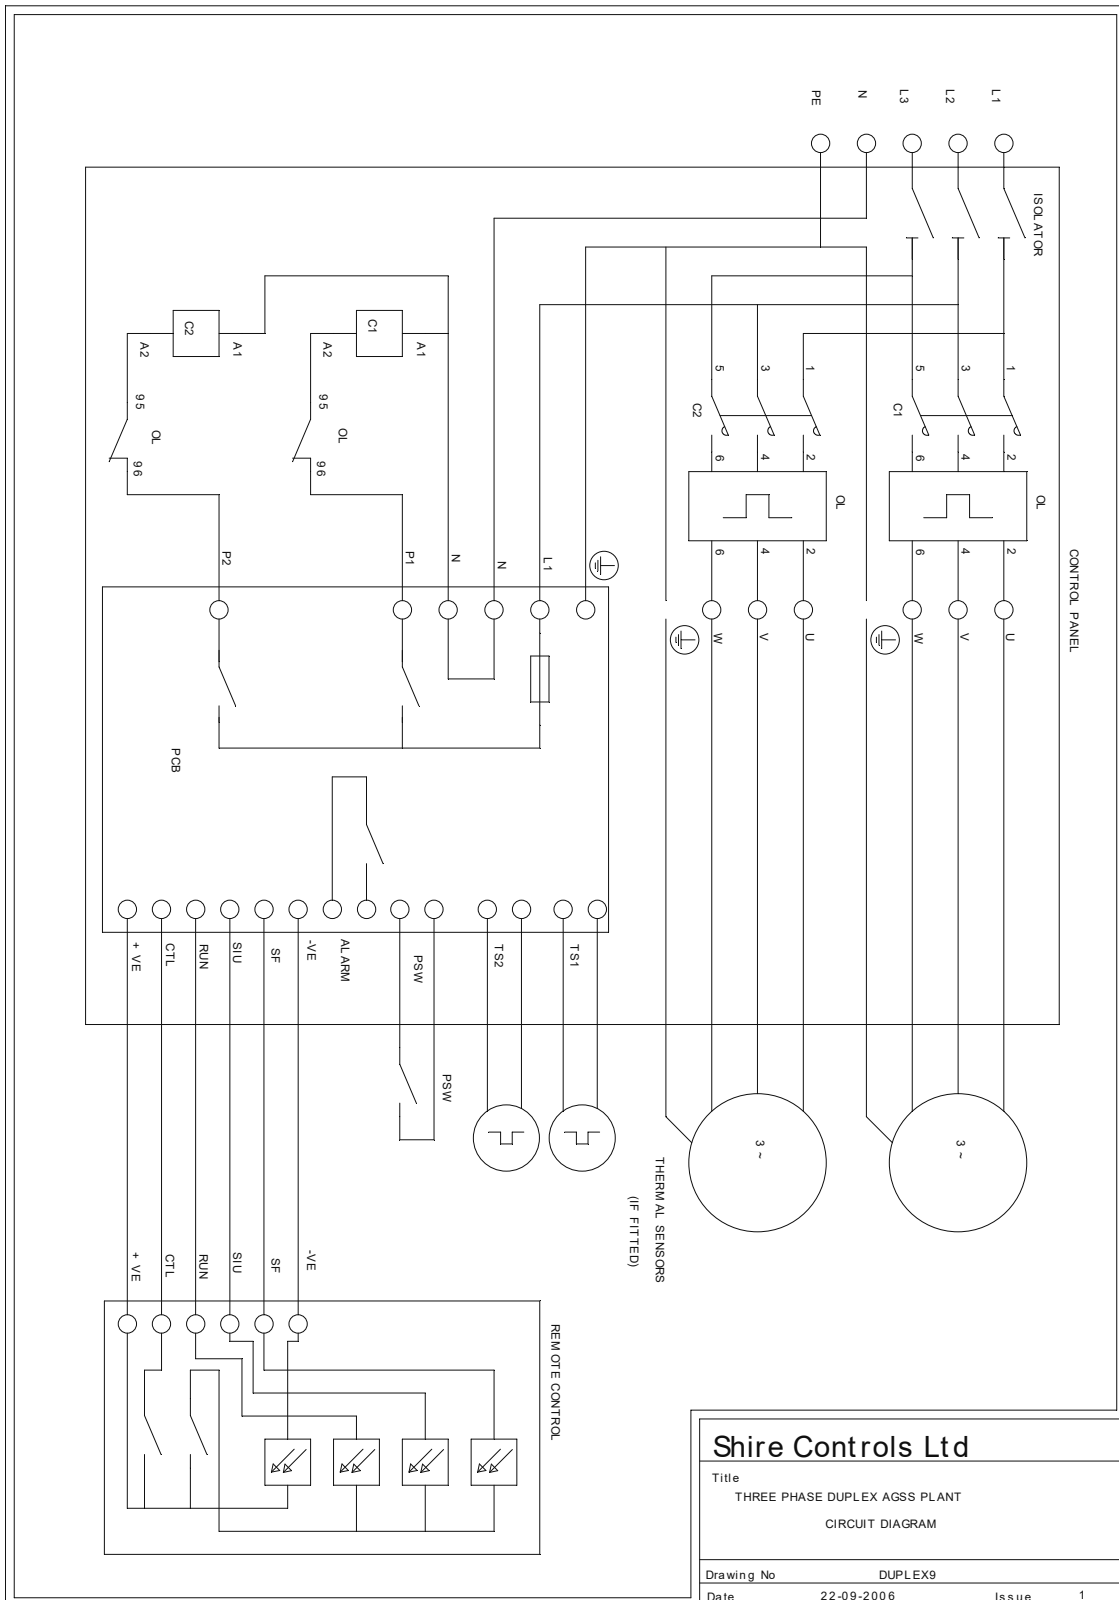 PE
N
L3
L2
L1
ISOLATOR
CONTROL PANEL
C2
A2
A1
95
OL
96
C1
A2
A1
95
OL
96
5
3
1
C2
6
4
2
OL
6
4
2
W
V
U
5
3
1
C1
6
4
2
OL
6
4
2
W
V
U
P2
P1
N
N
L1
PCB
+ VE
CTL
RUN
SIU
SF
-VE
ALARM
PSW
TS2
TS1
PSW
3 ~
3 ~
THERMAL SENSORS
(IF FITTED)
+ VE
CTL
RUN
SIU
SF
-VE
REMOTE CONTROL
Shire Controls Ltd
Title
THREE PHASE DUPLEX AGSS PLANT
CIRCUIT DIAGRAM
Drawing No DUPLEX9
Date 22-09-2006 Issue 1